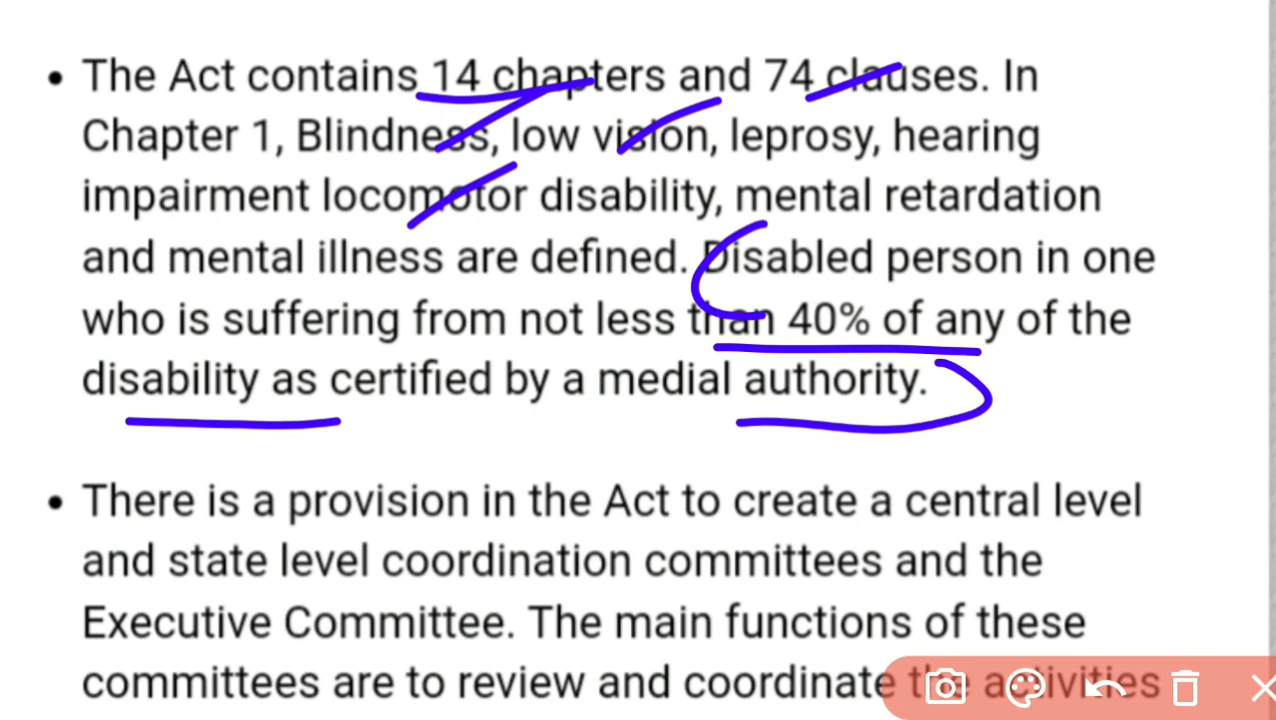 • The Act contains 14 chapters and 74 clauses. In
Chapter 1, Blindness, low vision, leprosy, hearing
impairment locomotor disability, mental retardation
and mental illness are defined. Disabled person in one
who is suffering from not less than 40% of any of the
disability as certified by a medial authority.
• There is a provision in the Act to create a central level
and state level coordination committees and the
Executive Committee. The main functions of these
committees are to review and coordinate the activities